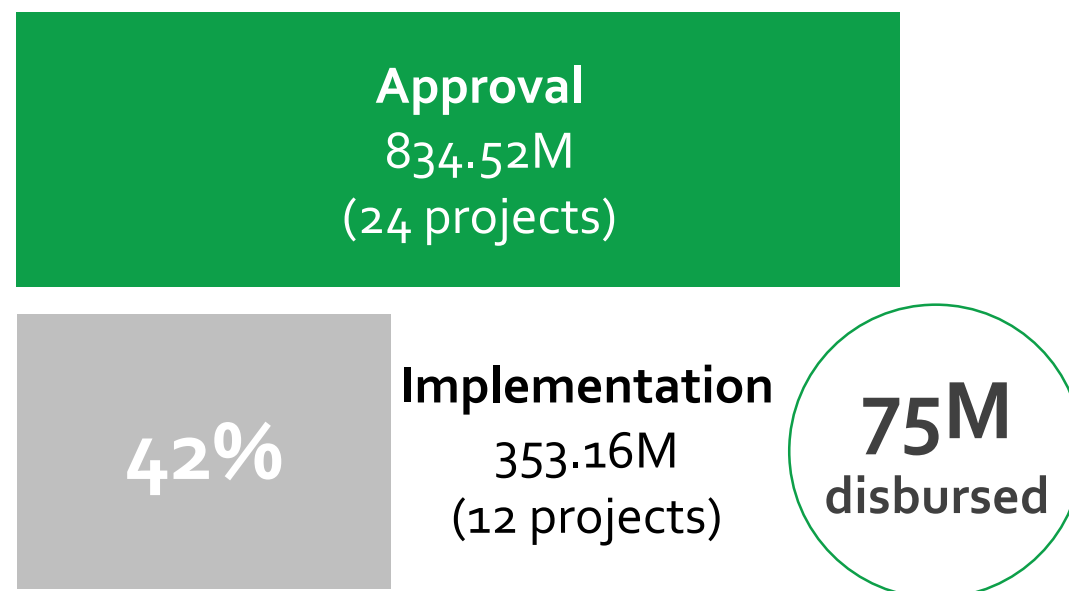 Approval
834.52M
(24 projects)
42%
Implementation
353.16M
(12 projects)
75M
disbursed